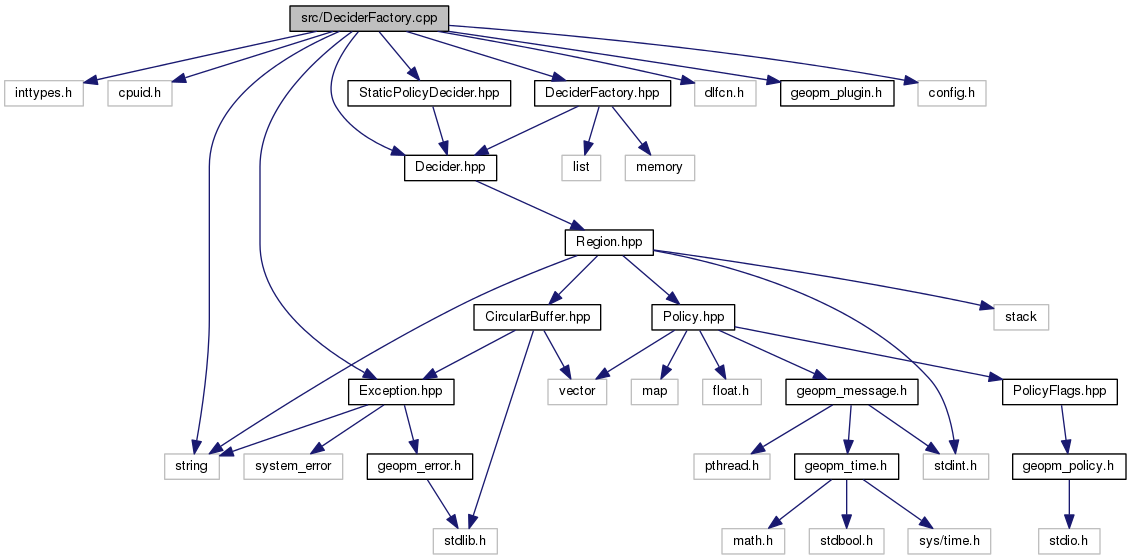 src/DeciderFactory.cpp
inttypes.h
cpuid.h
StaticPolicyDecider.hpp
DeciderFactory.hpp
dlfcn.h
geopm_plugin.h
config.h
Decider.hpp
list
memory
Region.hpp
CircularBuffer.hpp
Policy.hpp
stack
Exception.hpp
vector
map
float.h
geopm_message.h
PolicyFlags.hpp
string
system_error
geopm_error.h
pthread.h
geopm_time.h
stdint.h
geopm_policy.h
stdlib.h
math.h
stdbool.h
sys/time.h
stdio.h